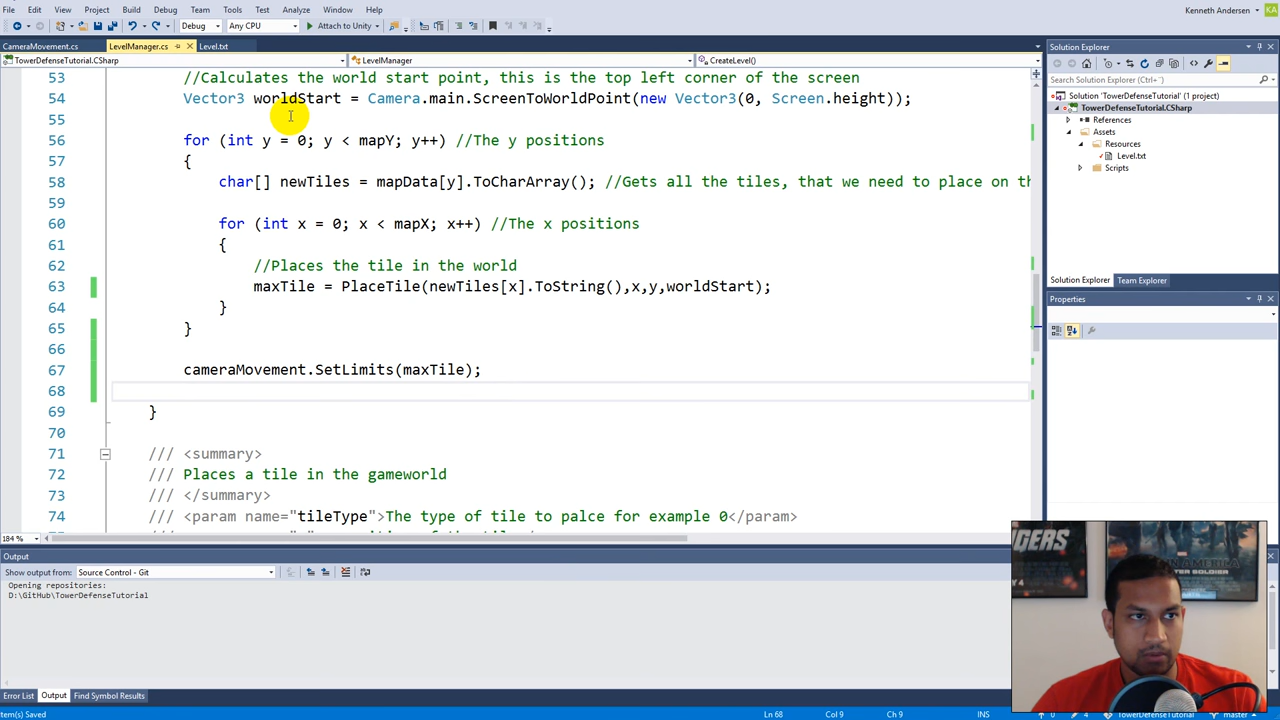 File Edit View Project Build Debug Team Tools Test Analyze Window Help Kenneth Andersen KA
Debug Any CPU Attach to Unity
CameraMovement.cs LevelManager.cs Level.txt
TowerDefenseTutorial.CSharp LevelManager CreateLevel()
53 //Calculates the world start point, this is the top left corner of the screen
54 Vector3 worldStart = Camera.main.ScreenToWorldPoint(new Vector3(0, Screen.height));
55
56 for (int y = 0; y < mapY; y++) //The y positions
57 {
58 char[] newTiles = mapData[y].ToCharArray(); //Gets all the tiles, that we need to place on th
59
60 for (int x = 0; x < mapX; x++) //The x positions
61 {
62 //Places the tile in the world
63 maxTile = PlaceTile(newTiles[x].ToString(),x,y,worldStart);
64 }
65 }
66
67 cameraMovement.SetLimits(maxTile);
68
69 }
70
71 /// <summary>
72 /// Places a tile in the gameworld
73 /// </summary>
74 /// <param name="tileType">The type of tile to palce for example 0</param>
184 %
Solution Explorer
Search Solution Explorer (Ctrl+¨)
Solution 'TowerDefenseTutorial' (1 project)
TowerDefenseTutorial.CSharp
References
Assets
Resources
Level.txt
Scripts
Solution Explorer Team Explorer
Properties
Output
Show output from: Source Control - Git
Opening repositories:
D:\GitHub\TowerDefenseTutorial
Error List Output Find Symbol Results
tem(s) Saved Ln 68 Col 9 Ch 9 INS 0 4 TowerDefenseTutorial master